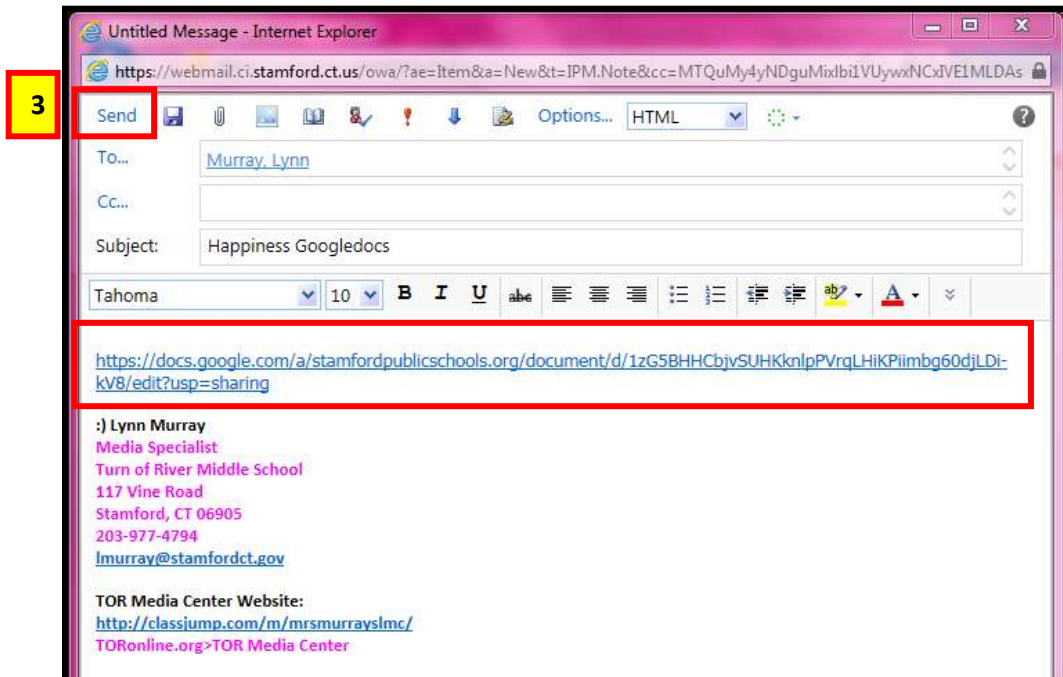 Untitled Message - Internet Explorer
https://webmail.ci.stamford.ct.us/owa/?ae=Item&a=New&t=IPM.Note&cc=
3
Send Options... HTML
To... Murray, Lynn
Cc...
Subject: Happiness Googledocs
Tahoma 10 B I U abc A
https://docs.google.com/a/stamfordpublicschools.org/document/d/
kV8/edit?usp=sharing
:) Lynn Murray
Media Specialist
Turn of River Middle School
117 Vine Road
Stamford, CT 06905
203-977-4794
lmurray@stamfordct.gov
TOR Media Center Website:
http://classjump.com/m/mrsmurrayslmc/
TORonline.org>TOR Media Center